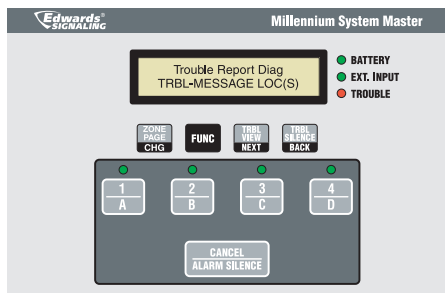 Edwards®
SIGNALING
Millennium System Master
Trouble Report Diag
TRBL-MESSAGE LOC(S)
BATTERY
EXT. INPUT
TROUBLE
ZONE
PAGE
CHG
FUNC
TRBL
VIEW
NEXT
TRBL
SILENCE
BACK
1
A
2
B
3
C
4
D
CANCEL
ALARM SILENCE